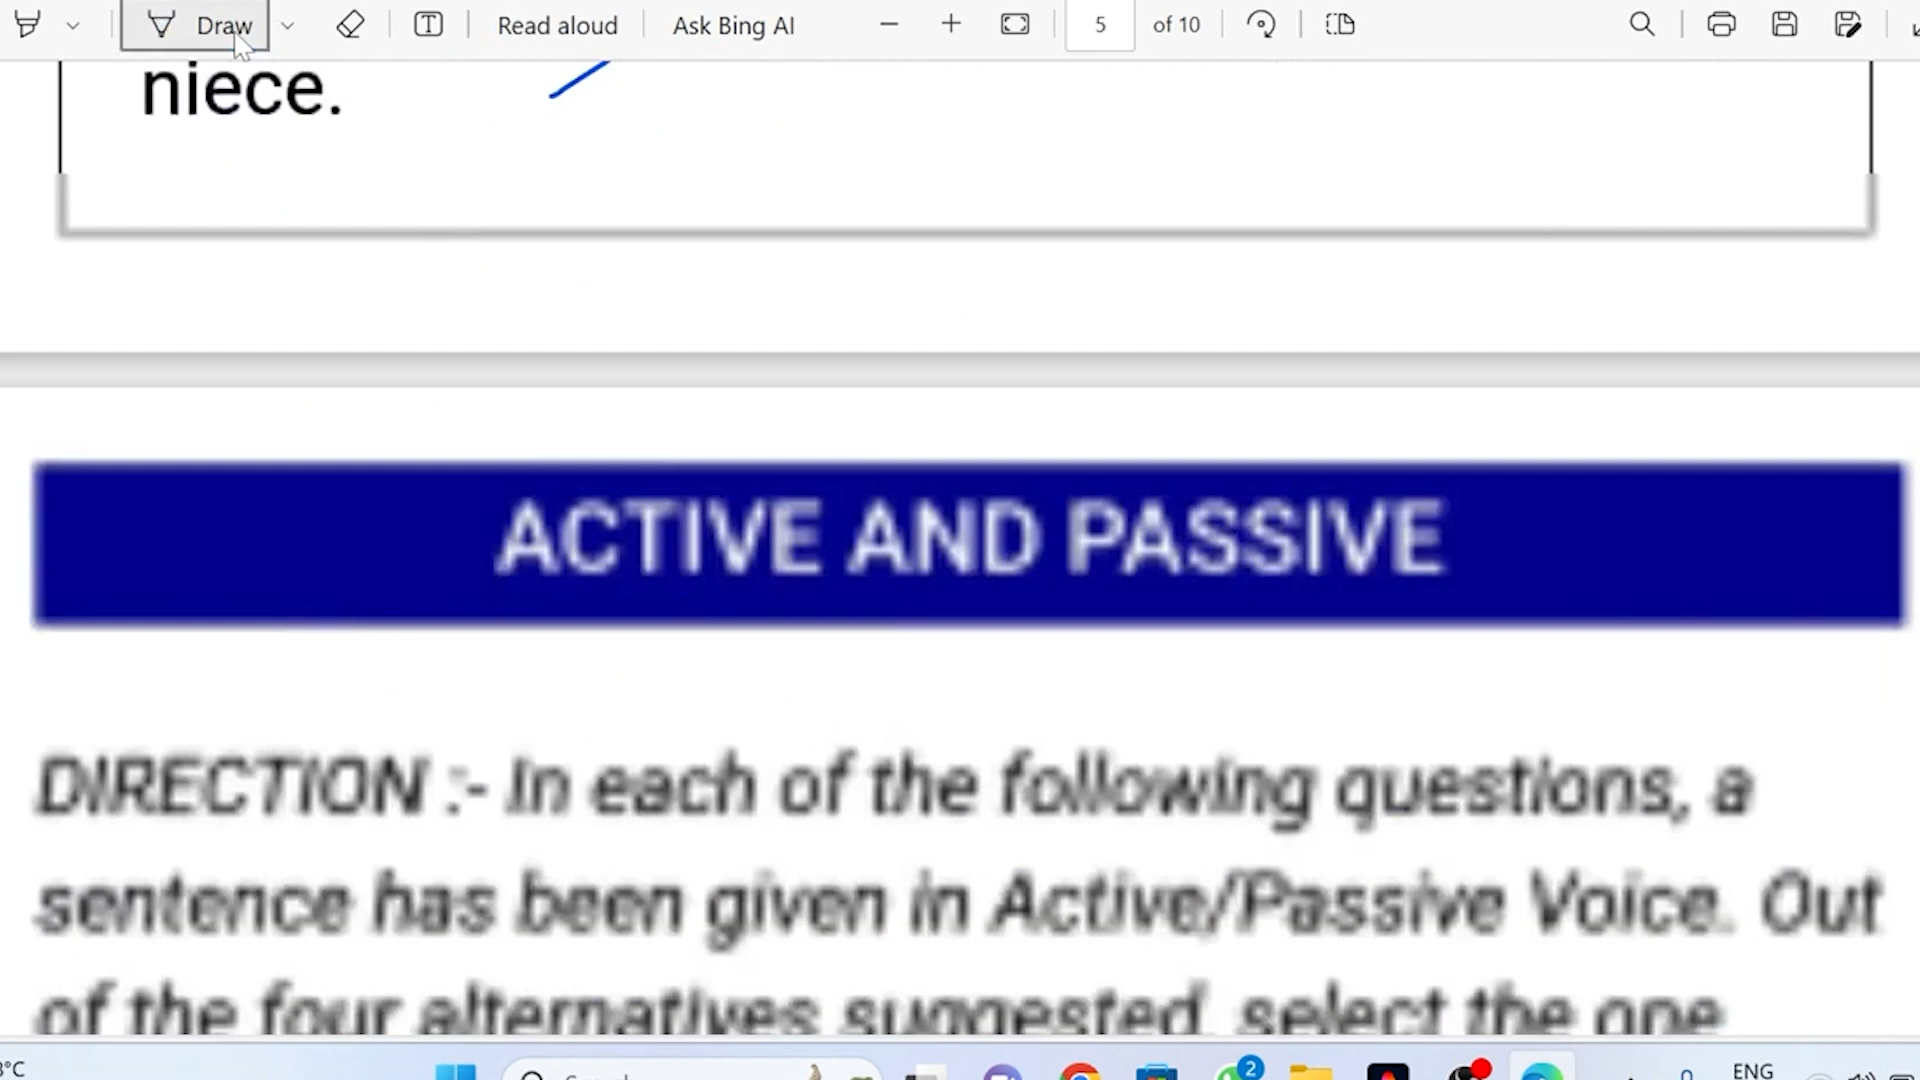 Draw Read aloud Ask Bing AI 5 of 10
niece.
ACTIVE AND PASSIVE
DIRECTION :- In each of the following questions, a
sentence has been given in Active/Passive Voice. Out
of the four alternatives suggested, select the one
Search 2 ENG